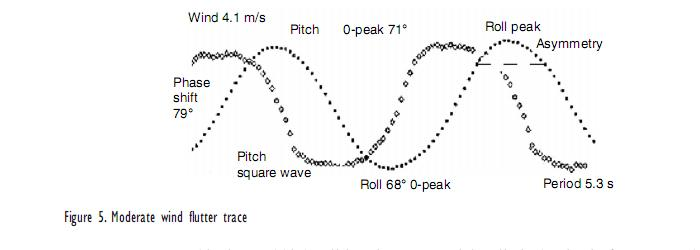 Wind 4.1 m/s
Pitch
0-peak 71°
Roll peak
Asymmetry
Phase
shift
79°
Pitch
square wave
Roll 68° 0-peak
Period 5.3 s
Figure 5. Moderate wind flutter trace